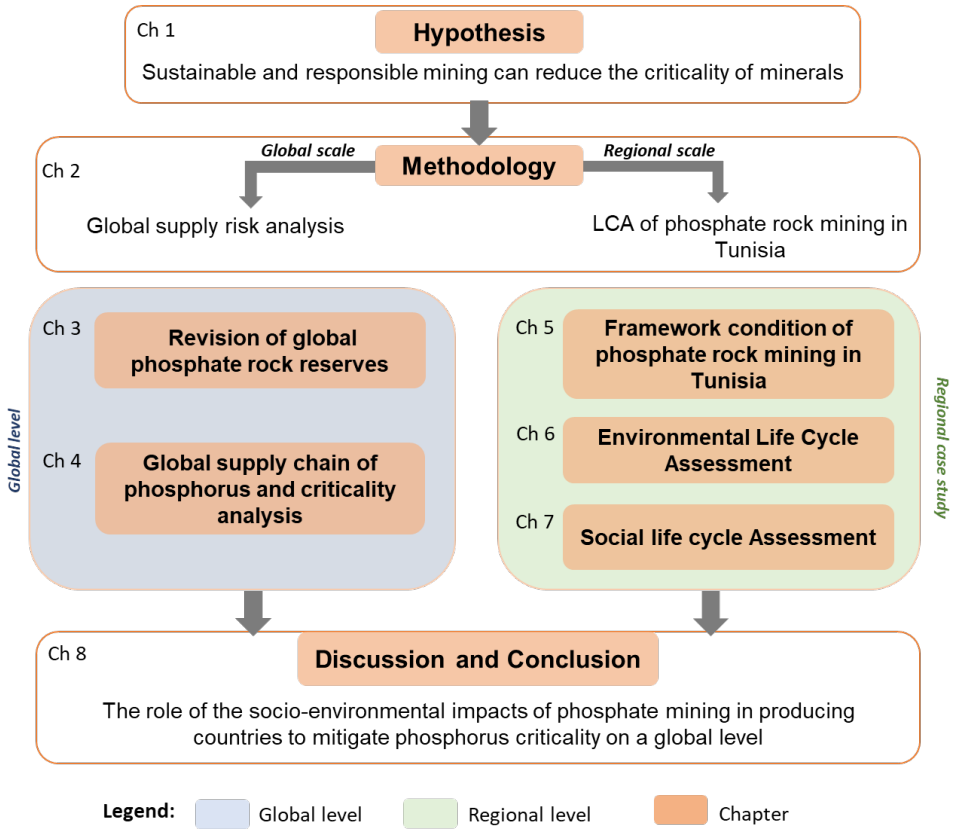 Ch 1
Hypothesis
Sustainable and responsible mining can reduce the criticality of minerals
Ch 2
Global scale
Methodology
Regional scale
Global supply risk analysis
LCA of phosphate rock mining in
Tunisia
Global level
Ch 3
Revision of global
phosphate rock reserves
Ch 4
Global supply chain of
phosphorus and criticality
analysis
Ch 5
Framework condition of
phosphate rock mining in
Tunisia
Ch 6
Environmental Life Cycle
Assessment
Ch 7
Social life cycle Assessment
Regional case study
Ch 8
Discussion and Conclusion
The role of the socio-environmental impacts of phosphate mining in producing
countries to mitigate phosphorus criticality on a global level
Legend:
Global level
Regional level
Chapter